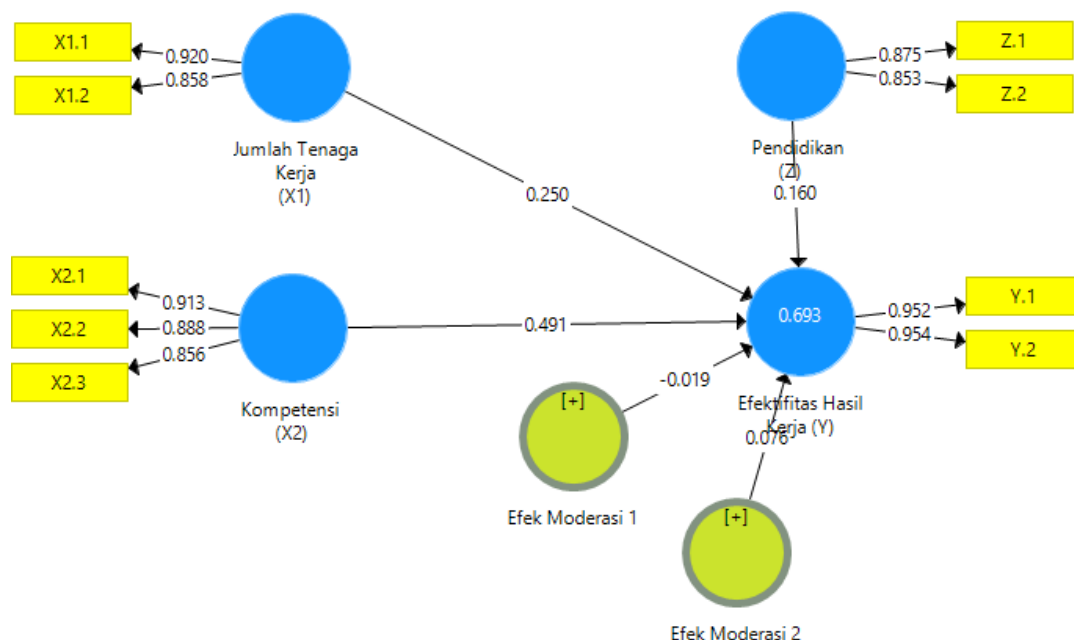 X1.1
0.920
X1.2
0.858
Jumlah Tenaga
Kerja
(X1)
0.250
Z.1
0.875
Z.2
0.853
Pendidikan
(Z)
0.160
X2.1
0.913
X2.2
0.888
X2.3
0.856
Kompetensi
(X2)
0.491
0.693
Y.1
0.952
Y.2
0.954
Efektifitas Hasil
Kerja (Y)
-0.019
[+]
Efek Moderasi 1
0.076
[+]
Efek Moderasi 2